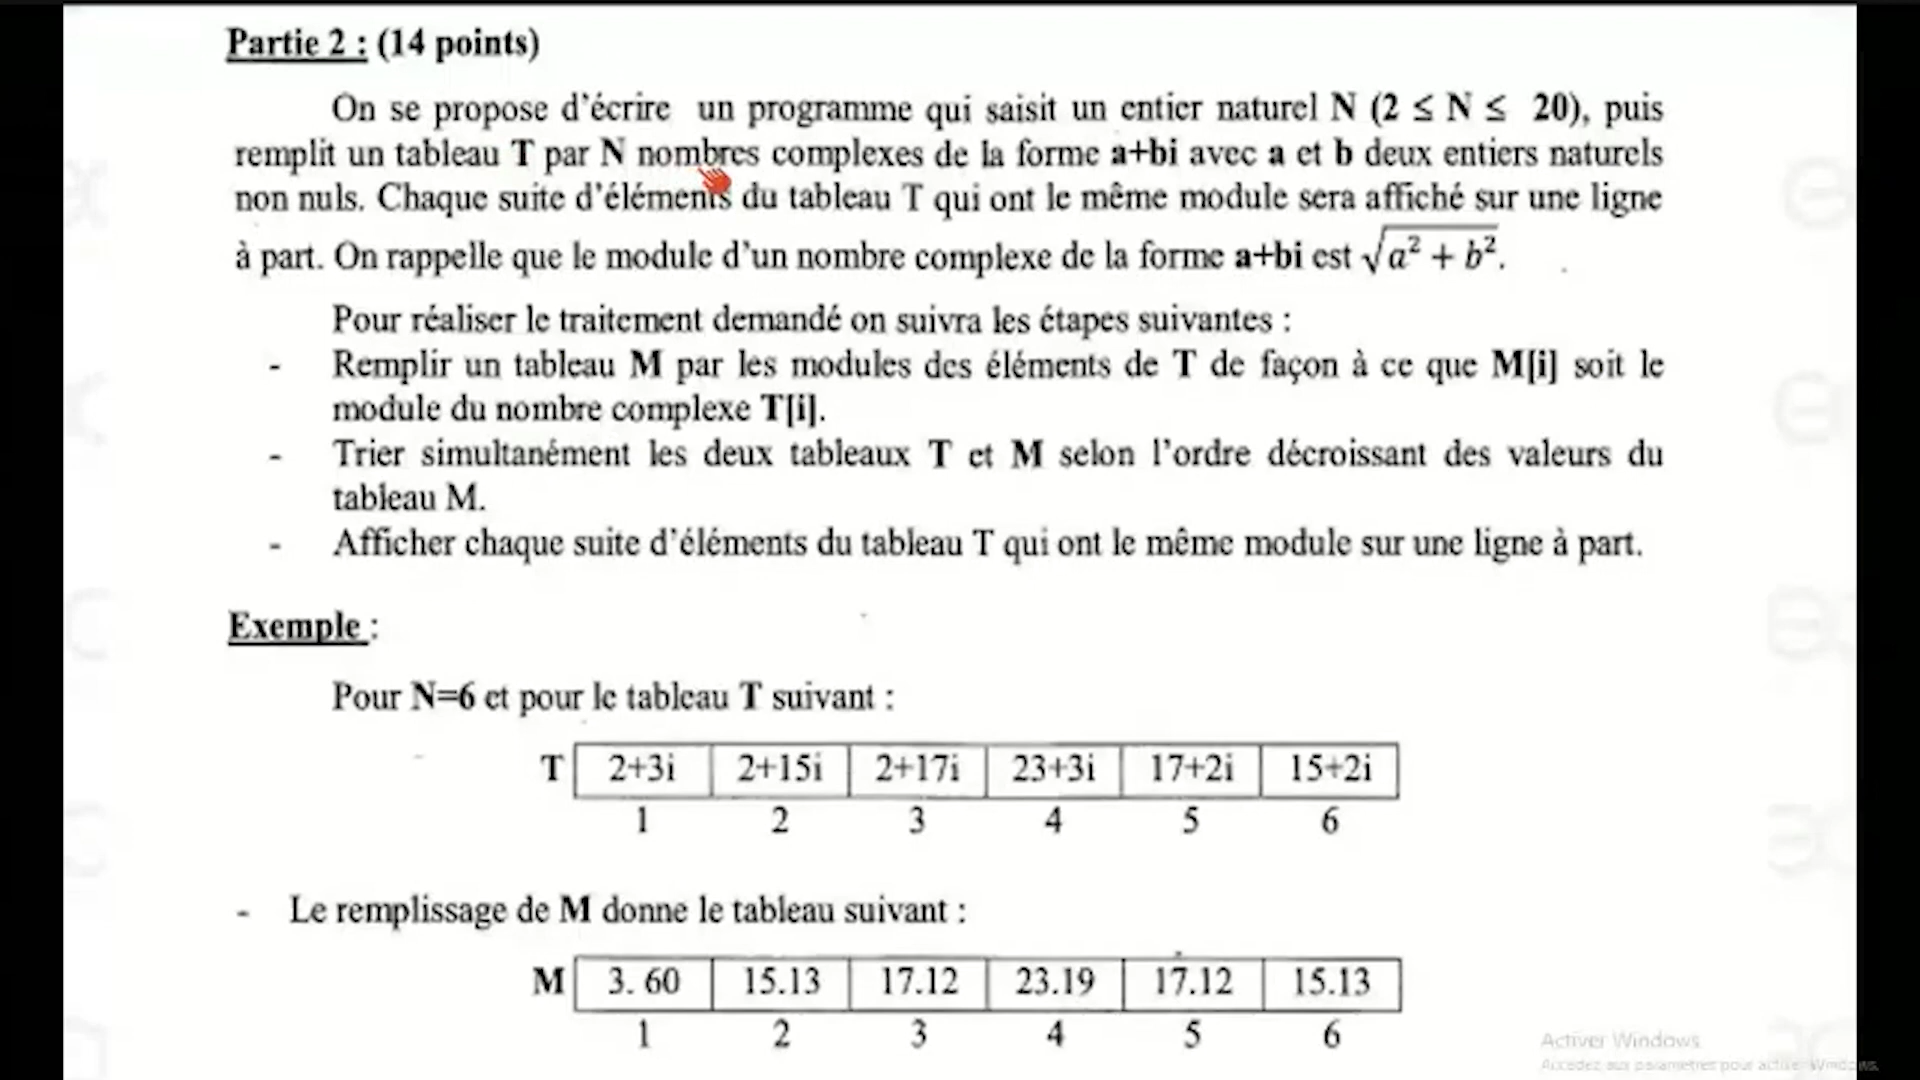 Partie 2 : (14 points)
On se propose d'écrire un programme qui saisit un entier naturel N (2 ≤ N ≤ 20), puis
remplit un tableau T par N nombres complexes de la forme a+bi avec a et b deux entiers naturels
non nuls. Chaque suite d'éléments du tableau T qui ont le même module sera affiché sur une ligne
à part. On rappelle que le module d'un nombre complexe de la forme a+bi est √a² + b².
Pour réaliser le traitement demandé on suivra les étapes suivantes :
- Remplir un tableau M par les modules des éléments de T de façon à ce que M[i] soit le
module du nombre complexe T[i].
- Trier simultanément les deux tableaux T et M selon l'ordre décroissant des valeurs du
tableau M.
- Afficher chaque suite d'éléments du tableau T qui ont le même module sur une ligne à part.
Exemple :
Pour N=6 et pour le tableau T suivant :
T 2+3i 2+15i 2+17i 23+3i 17+2i 15+2i
1 2 3 4 5 6
- Le remplissage de M donne le tableau suivant :
M 3. 60 15.13 17.12 23.19 17.12 15.13
1 2 3 4 5 6
Activer Windows
Accédez aux paramètres pour activer Windows.